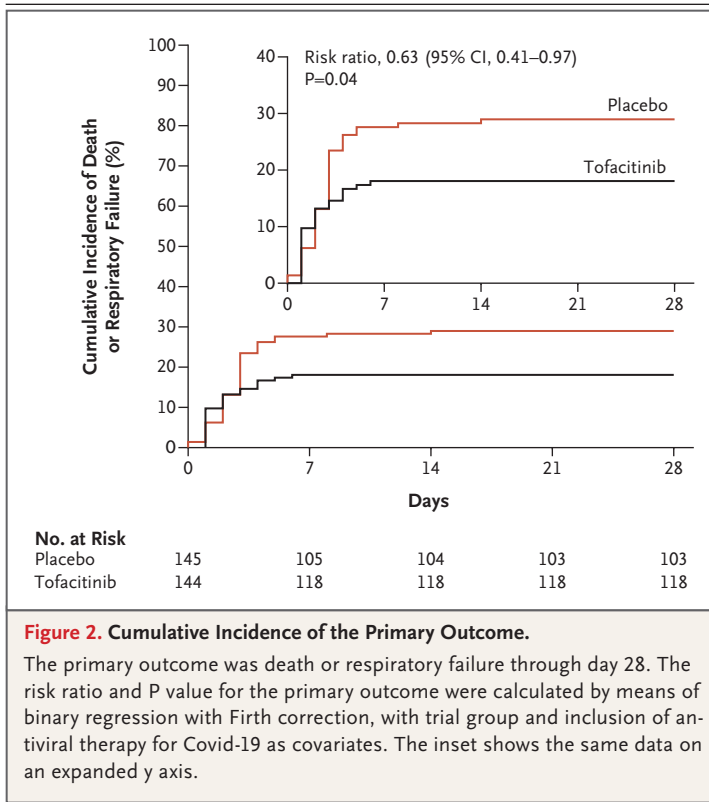 100
90
80
70
60
50
40
30
20
10
0
Cumulative Incidence of Death
or Respiratory Failure (%)
40
30
20
10
0
Risk ratio, 0.63 (95% CI, 0.41–0.97)
P=0.04
Placebo
Tofacitinib
0 7 14 21 28
0 7 14 21 28
Days
No. at Risk
Placebo 145 105 104 103 103
Tofacitinib 144 118 118 118 118
Figure 2. Cumulative Incidence of the Primary Outcome.
The primary outcome was death or respiratory failure through day 28. The
risk ratio and P value for the primary outcome were calculated by means of
binary regression with Firth correction, with trial group and inclusion of an-
tiviral therapy for Covid-19 as covariates. The inset shows the same data on
an expanded y axis.